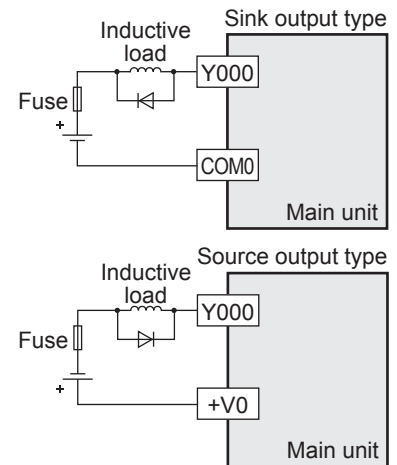 Sink output type
Inductive
load
Y000
Fuse
+
COM0
Main unit
Source output type
Inductive
load
Y000
Fuse
+
+V0
Main unit